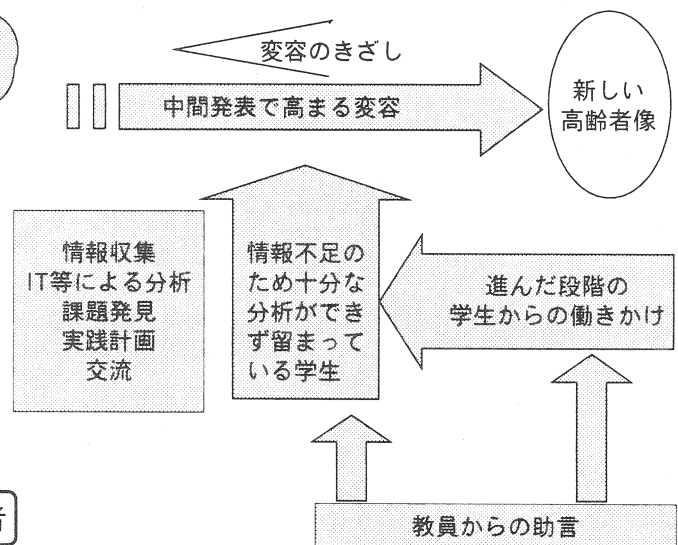 変容のきざし
中間発表で高まる変容
新しい
高齢者像
情報収集
IT等による分析
課題発見
実践計画
交流
情報不足の
ため十分な
分析ができ
ず留まって
いる学生
進んだ段階の
学生からの働きかけ
教員からの助言